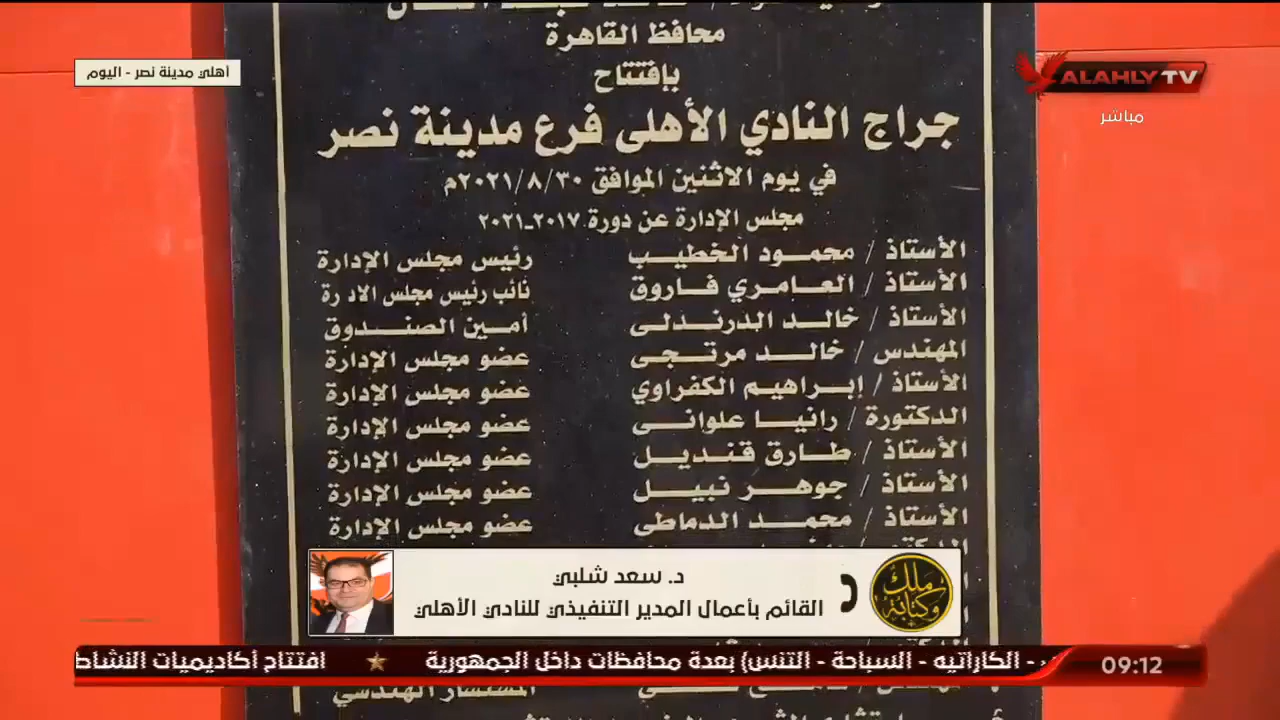 محافظ القاهرة
بإفتتاح
جراج النادي الأهلى فرع مدينة نصر
في يوم الاثنين الموافق ٢٠٢١/٨/٣٠م
مجلس الإدارة عن دورة ٢٠١٧-٢٠٢١
الأستاذ / محمود الخطيب رئيس مجلس الإدارة
الأستاذ / العامري فاروق نائب رئيس مجلس الادرة
الأستاذ / خالد الدرندلى أمين الصندوق
المهندس / خالد مرتجى عضو مجلس الإدارة
الأستاذ / إبراهيم الكفراوي عضو مجلس الإدارة
الدكتورة / رانيا علوانى عضو مجلس الإدارة
الأستاذ / طارق قنديل عضو مجلس الإدارة
الأستاذ / جوهر نبيل عضو مجلس الإدارة
الأستاذ / محمد الدماطى عضو مجلس الإدارة
أهلي مدينة نصر - اليوم
ALAHLY TV
مباشر
ملك وكتابة
د. سعد شلبي
القائم بأعمال المدير التنفيذي للنادي الأهلي
- الكاراتيه - السباحة - التنس) بعدة محافظات داخل الجمهورية ★ افتتاح أكاديميات النشاط
09:12
المستشار الهندسي